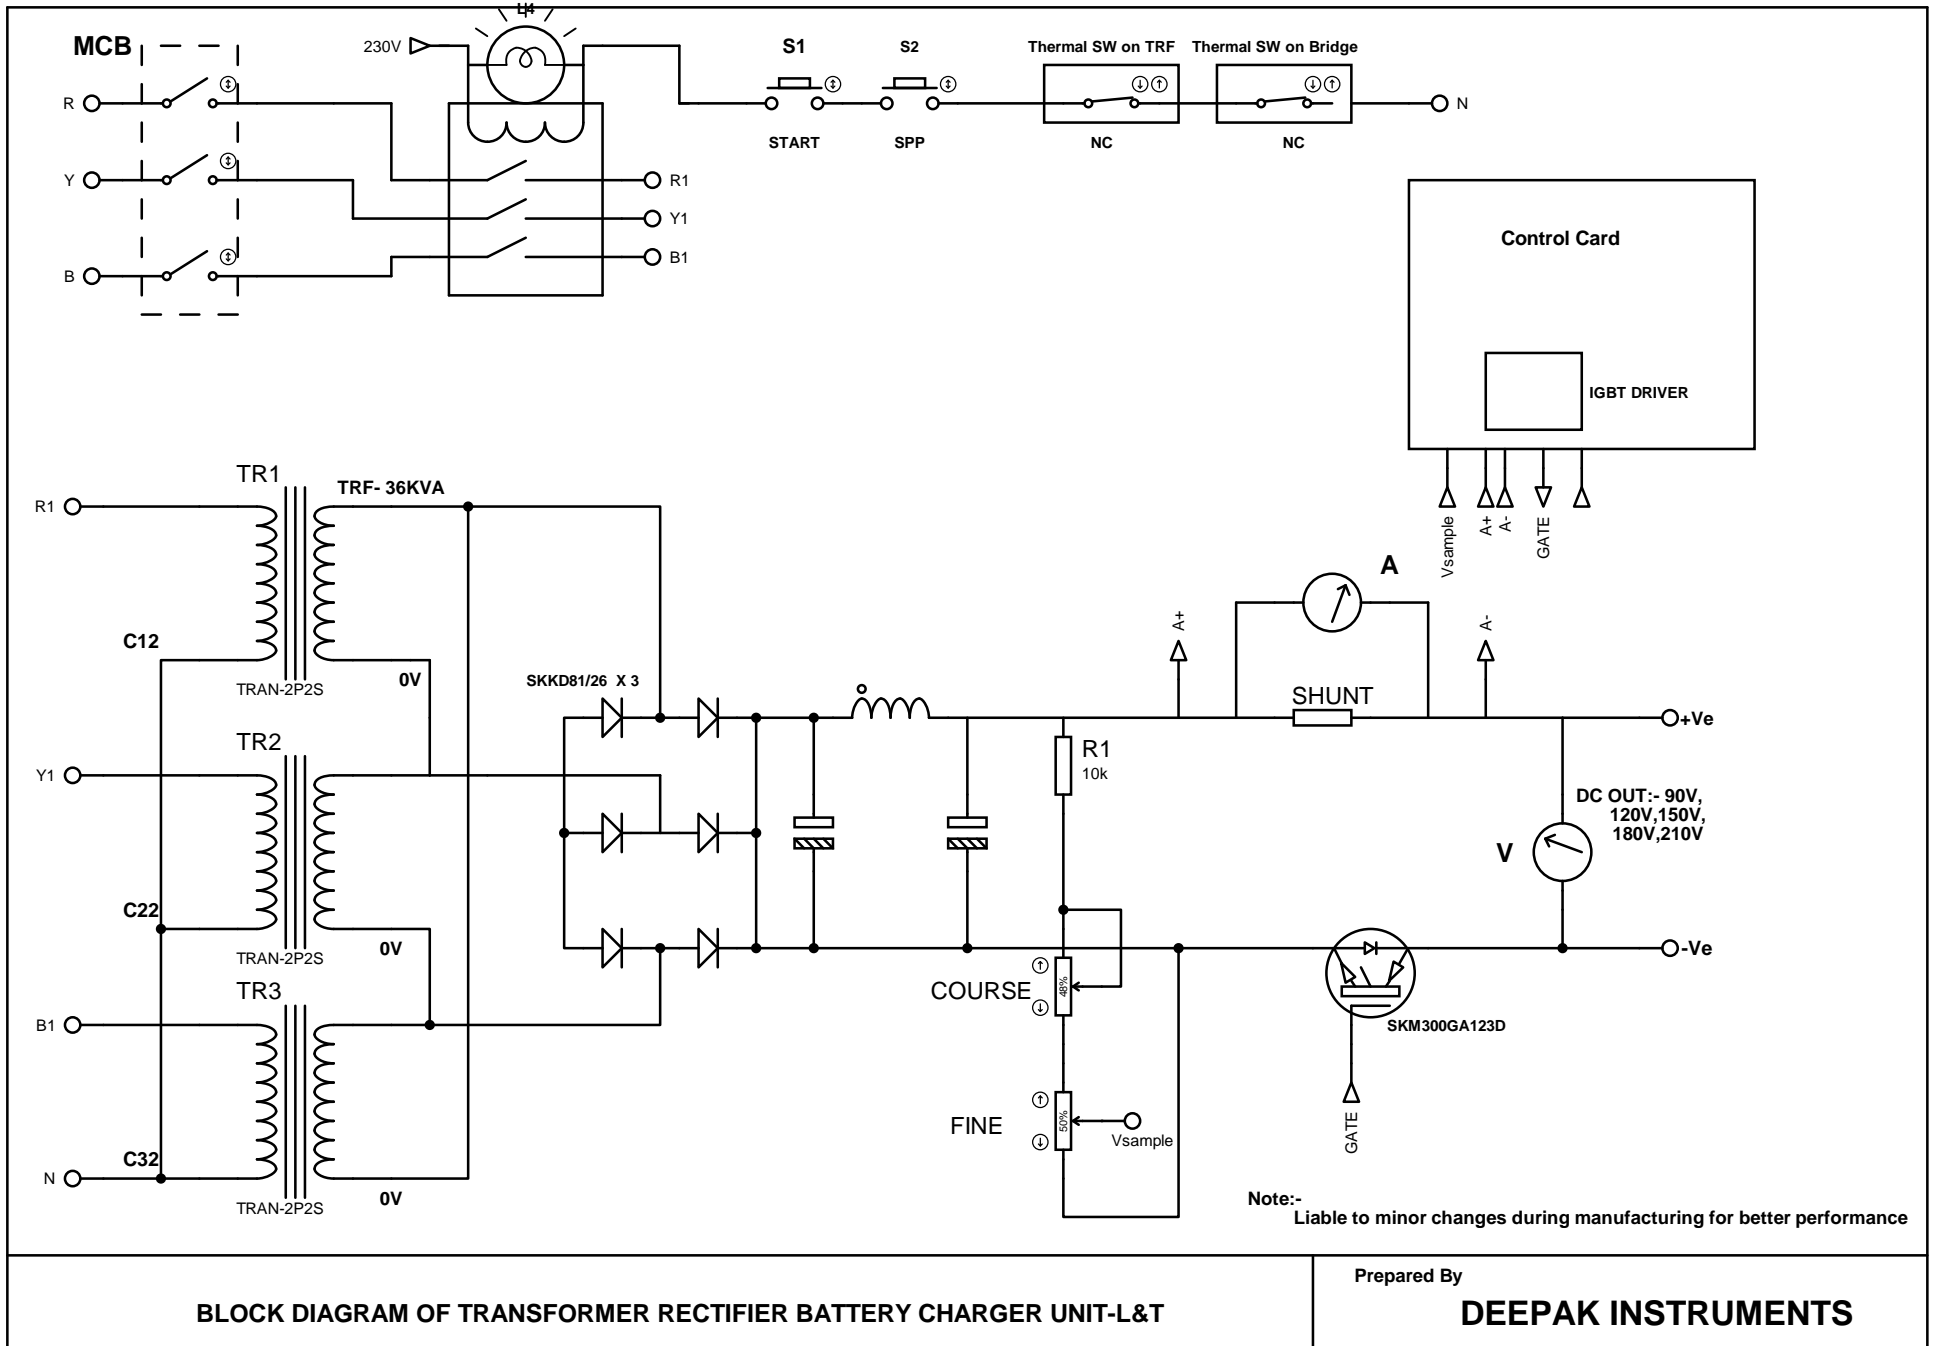 L4
MCB
230V
S1
S2
Thermal SW on TRF
Thermal SW on Bridge
R
N
START
SPP
NC
NC
Y
R1
Y1
B
B1
Control Card
IGBT DRIVER
Vsample
A+
A-
GATE
TR1
TRF- 36KVA
R1
C12
0V
TRAN-2P2S
TR2
Y1
C22
0V
TRAN-2P2S
TR3
B1
N
C32
0V
TRAN-2P2S
SKKD81/26 X 3
A+
A
A-
SHUNT
+Ve
R1
10k
DC OUT:- 90V,
120V,150V,
180V,210V
V
-Ve
COURSE
48%
SKM300GA123D
FINE
50%
Vsample
GATE
Note:-
Liable to minor changes during manufacturing for better performance
BLOCK DIAGRAM OF TRANSFORMER RECTIFIER BATTERY CHARGER UNIT-L&T
Prepared By
DEEPAK INSTRUMENTS